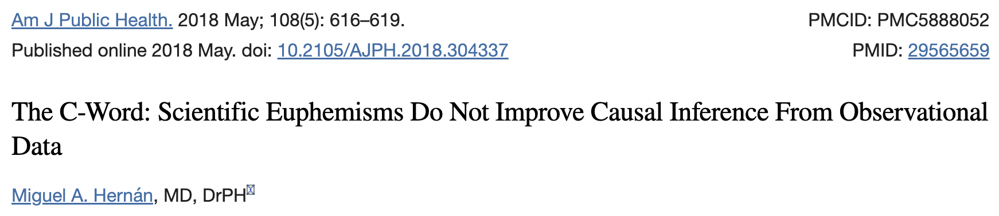 Am J Public Health. 2018 May; 108(5): 616–619.
PMCID: PMC5888052
Published online 2018 May. doi: 10.2105/AJPH.2018.304337
PMID: 29565659
The C-Word: Scientific Euphemisms Do Not Improve Causal Inference From Observational
Data
Miguel A. Hernán, MD, DrPH